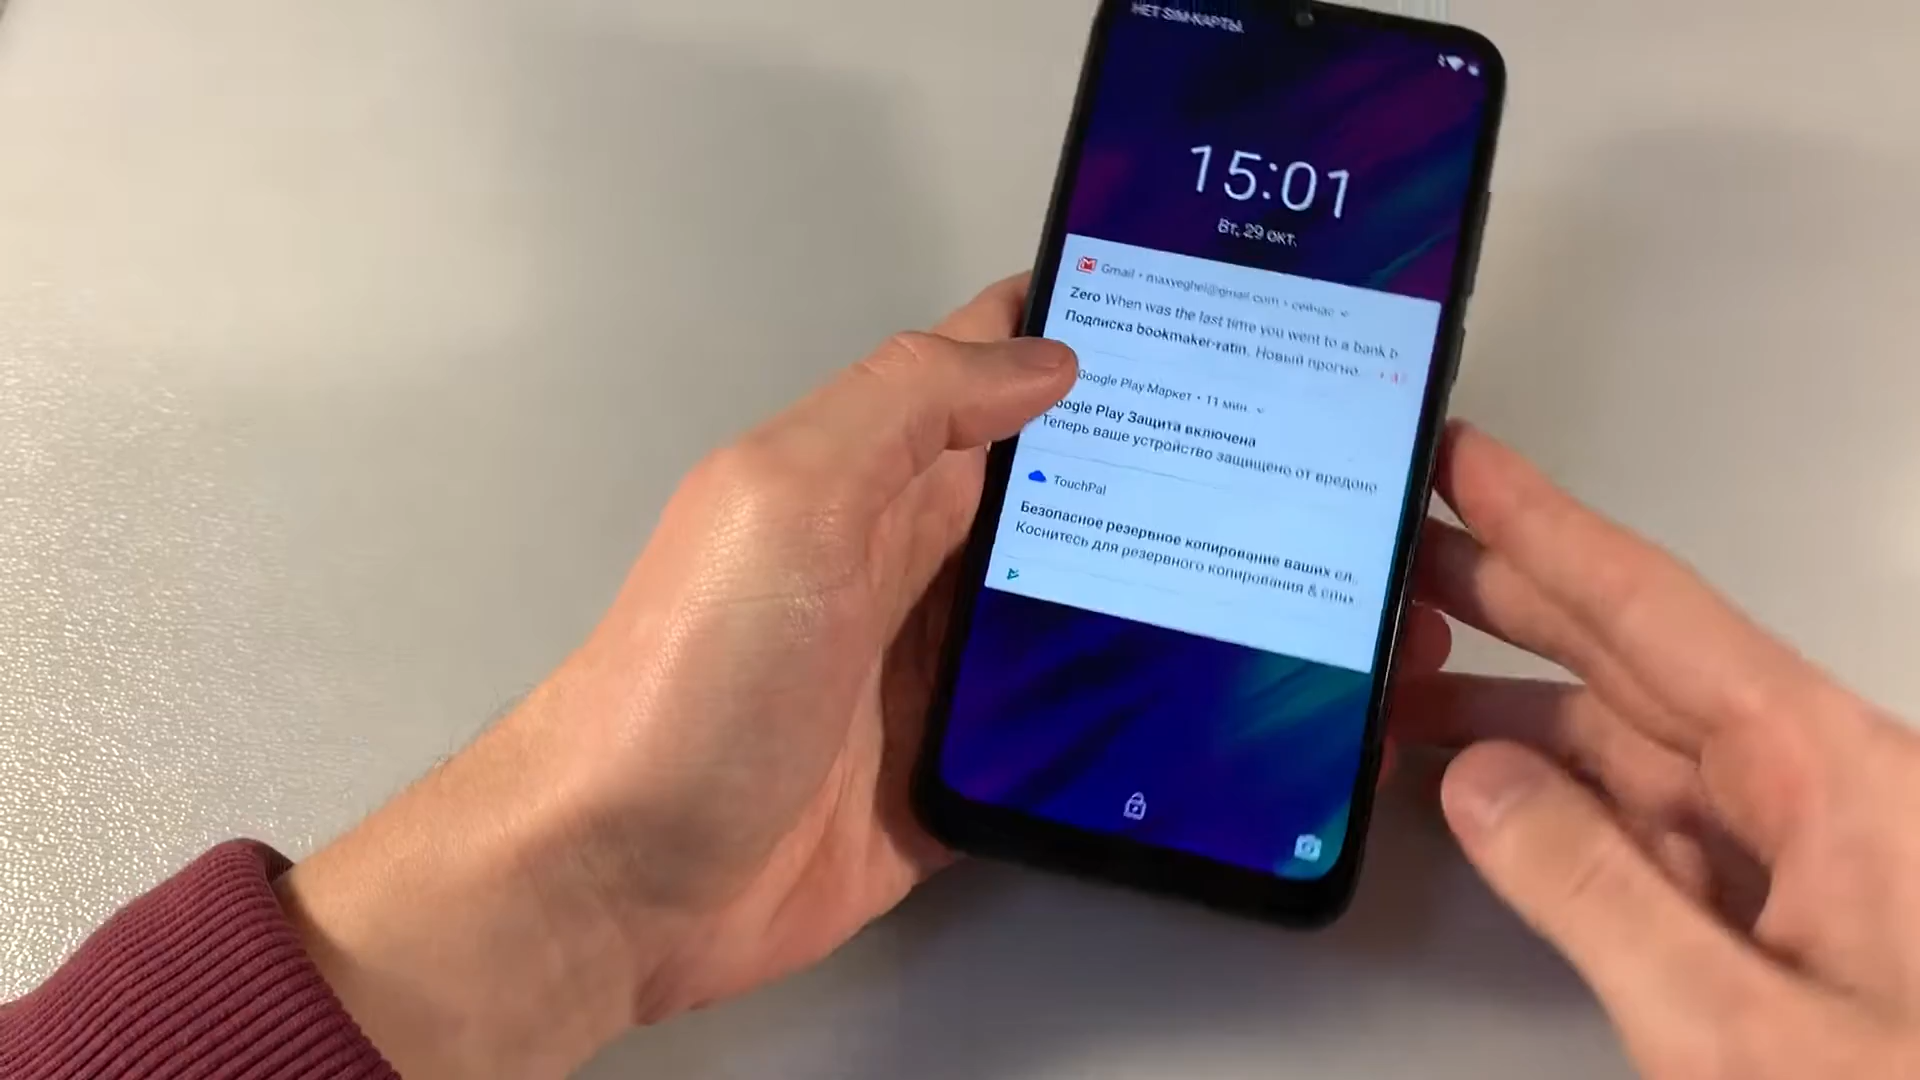 НЕТ SIM-КАРТЫ.
15:01
Вт, 29 окт.
Gmail • maxveghel@gmail.com • сейчас
Zero When was the last time you went to a bank b
Подписка bookmaker-ratin. Новый прогно.
Google Play Маркет • 11 мин.
oogle Play Защита включена
Теперь ваше устройство защищено от вредоно
TouchPal
Безопасное резервное копирование ваших сл..
Коснитесь для резервного копирования & синх..